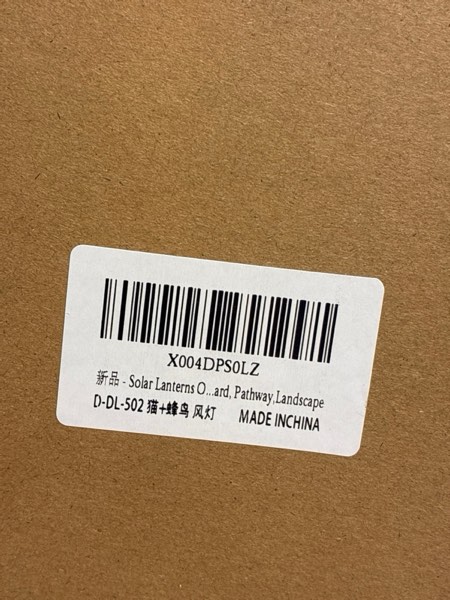 X004DPS0LZ
新品 - Solar Lanterns O...ard, Pathway,Landscape
D-DL-502 猫+蜂鸟 风灯 MADE INCHINA